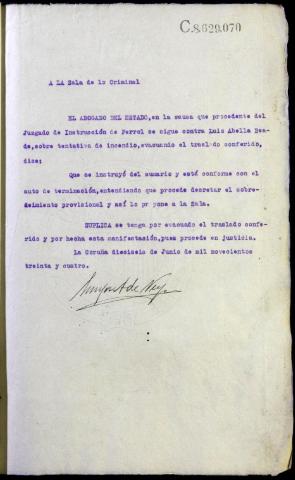 C.8.629.070
A LA Sala de lo Criminal
EL ABOGADO DEL ESTADO, en la causa que procedente del
Juzgado de Instrucción de Ferrol se sigue contra Luis Abella Bea-
de, sobre tentativa de incendio, evacuando el traslado conferido,
dice:
Que se instruyó del sumario y está conforme con el
auto de terminación, entendiendo que procede decretar el sobre-
seimiento provisional y así lo pr pone a la Sala.
SUPLICA se tenga por evacuado el traslado confe-
rido y por hecha esta manifestación, pues procede en Justicia.
La Coruña dieciseis de Junio de mil novecientos
treinta y cuatro.